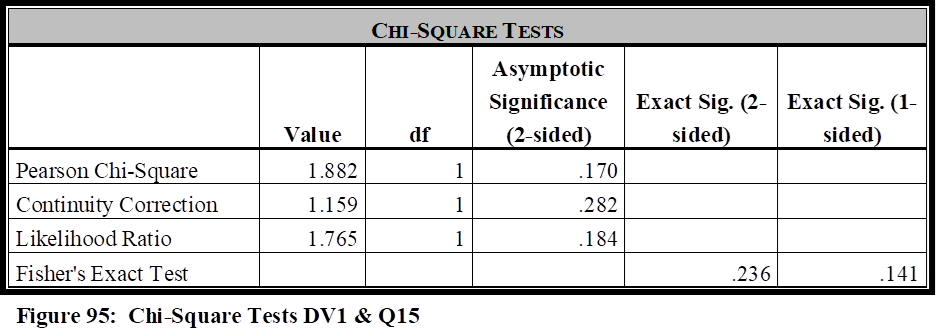 CHI-SQUARE TESTS
Value df Asymptotic Significance (2-sided) Exact Sig. (2-sided) Exact Sig. (1-sided)
Pearson Chi-Square 1.882 1 .170
Continuity Correction 1.159 1 .282
Likelihood Ratio 1.765 1 .184
Fisher's Exact Test .236 .141
Figure 95: Chi-Square Tests DV1 & Q15